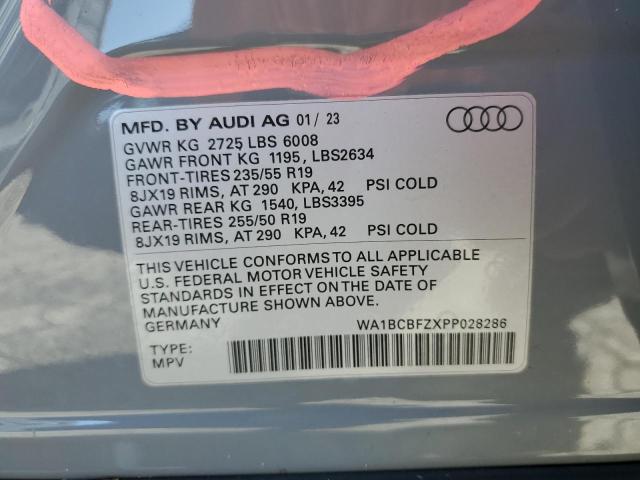 MFD. BY AUDI AG 01/ 23
GVWR KG 2725 LBS 6008
GAWR FRONT KG 1195, LBS2634
FRONT-TIRES 235/55 R19
8JX19 RIMS, AT 290 KPA, 42 PSI COLD
GAWR REAR KG 1540, LBS3395
REAR-TIRES 255/50 R19
8JX19 RIMS, AT 290 KPA, 42 PSI COLD
THIS VEHICLE CONFORMS TO ALL APPLICABLE
U.S. FEDERAL MOTOR VEHICLE SAFETY
STANDARDS IN EFFECT ON THE DATE OF
MANUFACTURE SHOWN ABOVE.
GERMANY WA1BCBFZXPP028286
TYPE:
MPV